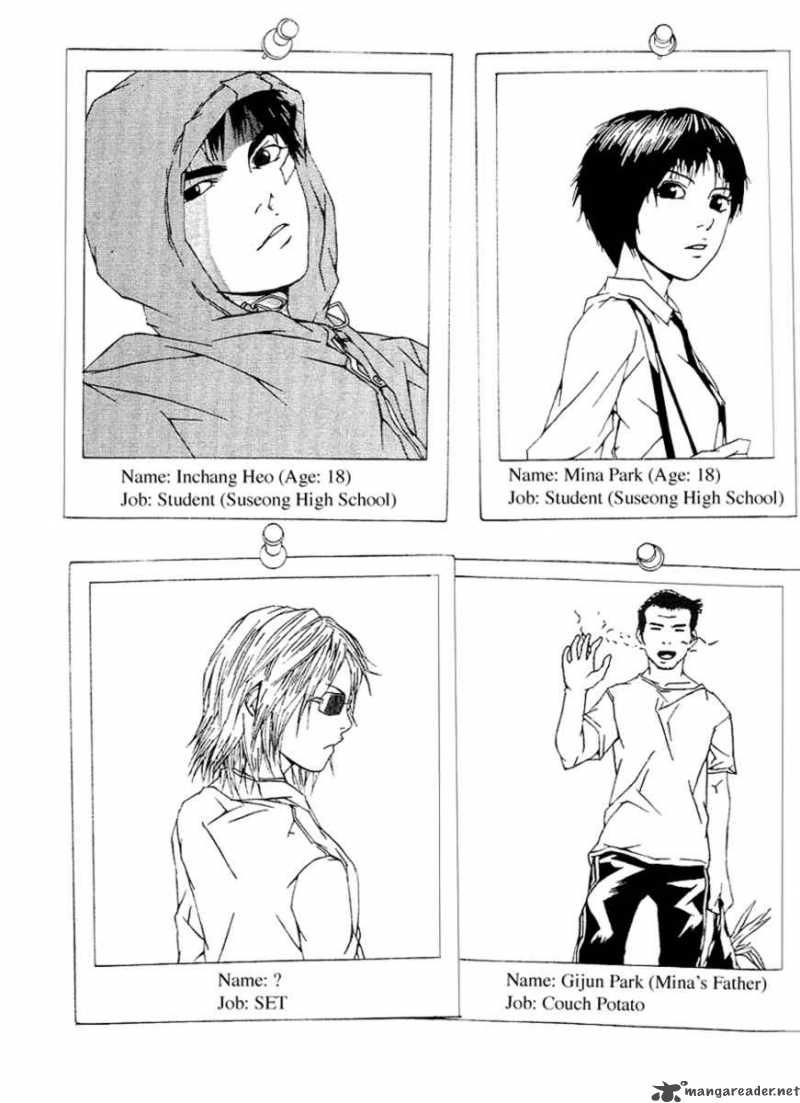 Name: Inchang Heo (Age: 18)
Job: Student (Suseong High School)
Name: Mina Park (Age: 18)
Job: Student (Suseong High School)
Name: ?
Job: SET
Name: Gijun Park (Mina's Father)
Job: Couch Potato
mangareader.net